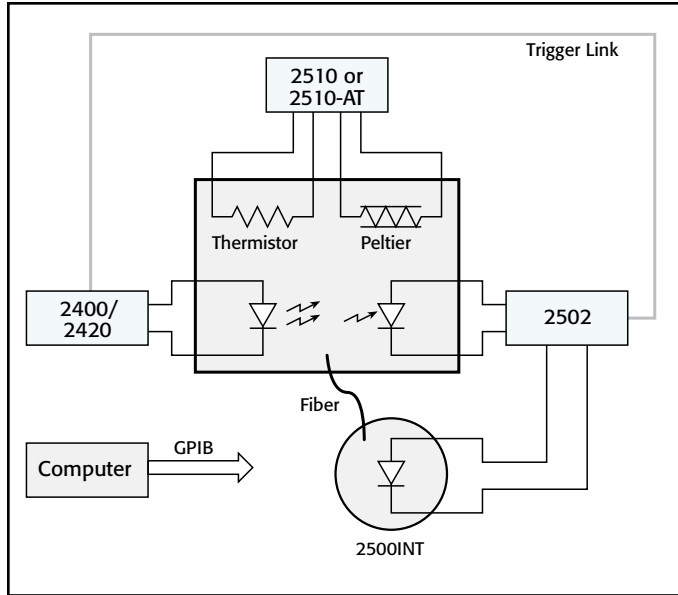 Trigger Link
2510 or
2510-AT
Thermistor
Peltier
2400/
2420
2502
Fiber
Computer
GPIB
2500INT